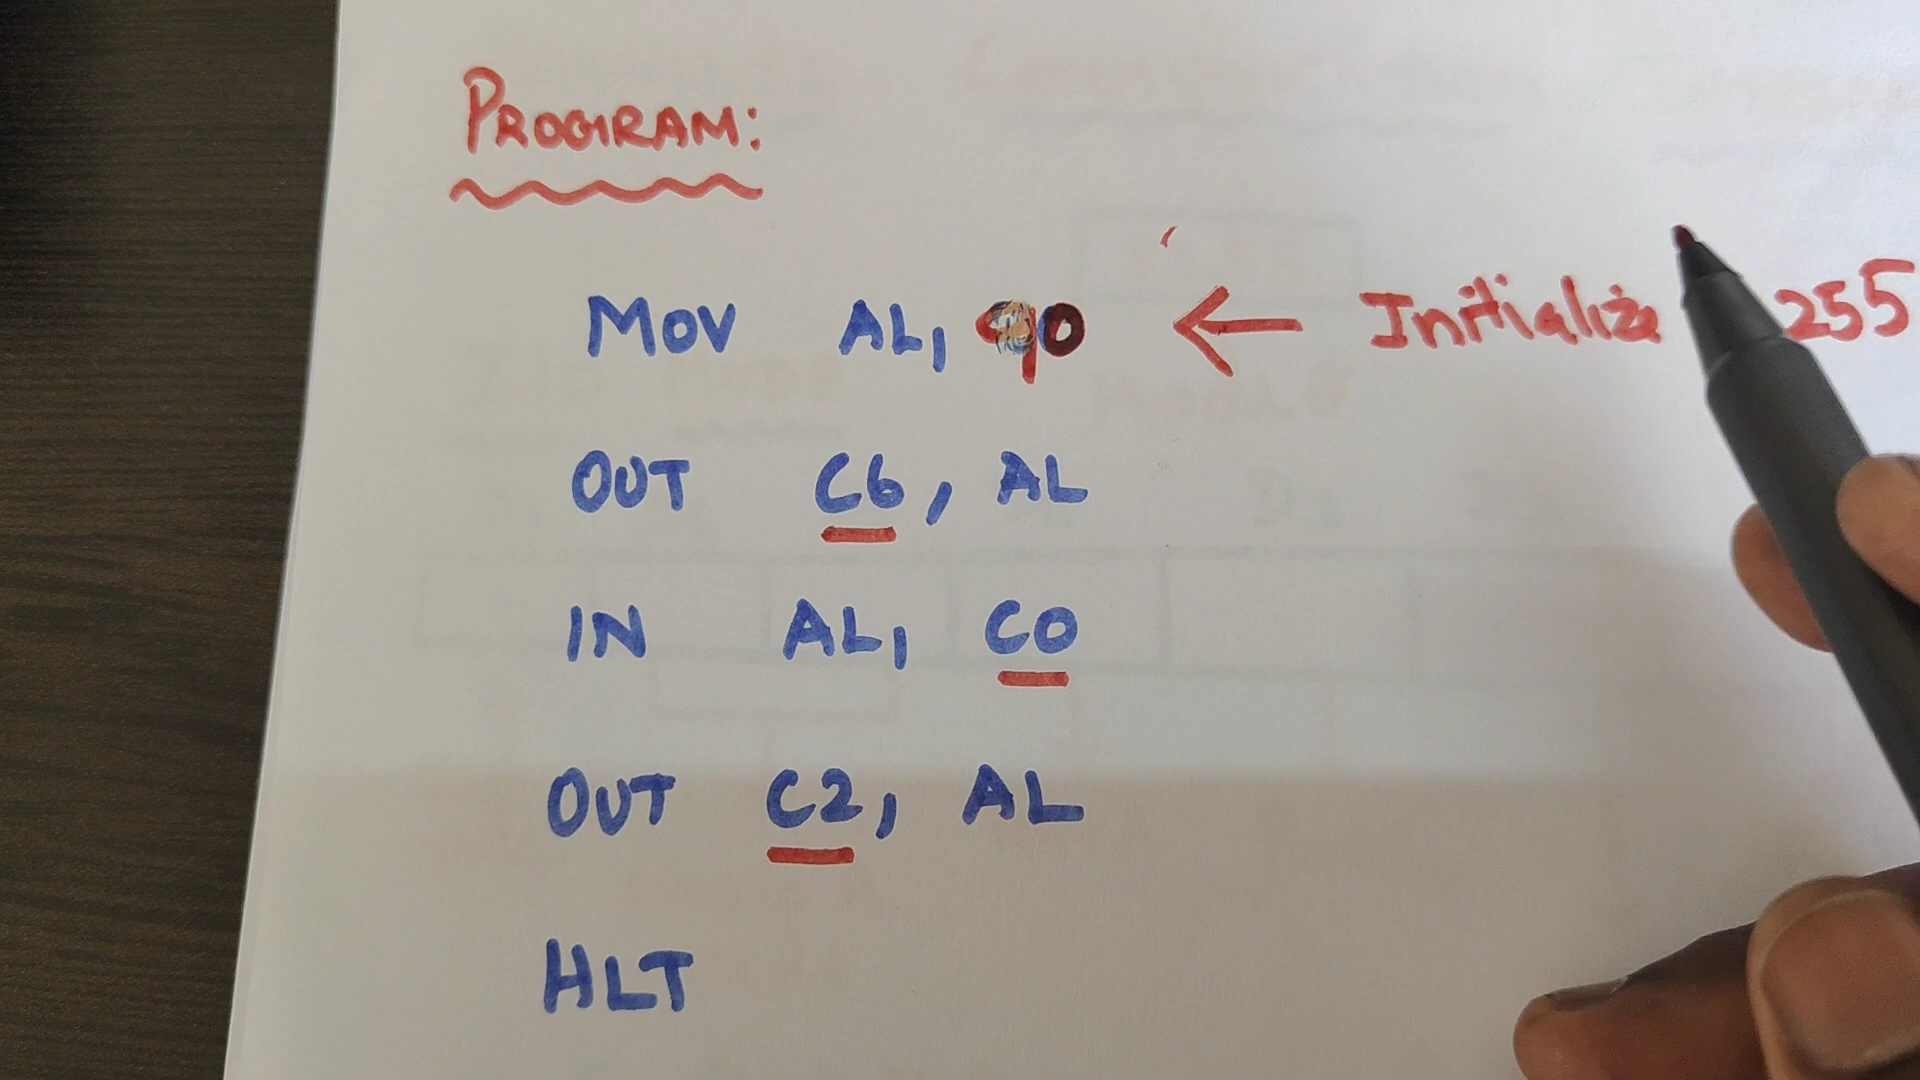 PROGRAM:
MOV AL, 90 ← Initialize 255
OUT C6, AL
IN AL, C0
OUT C2, AL
HLT